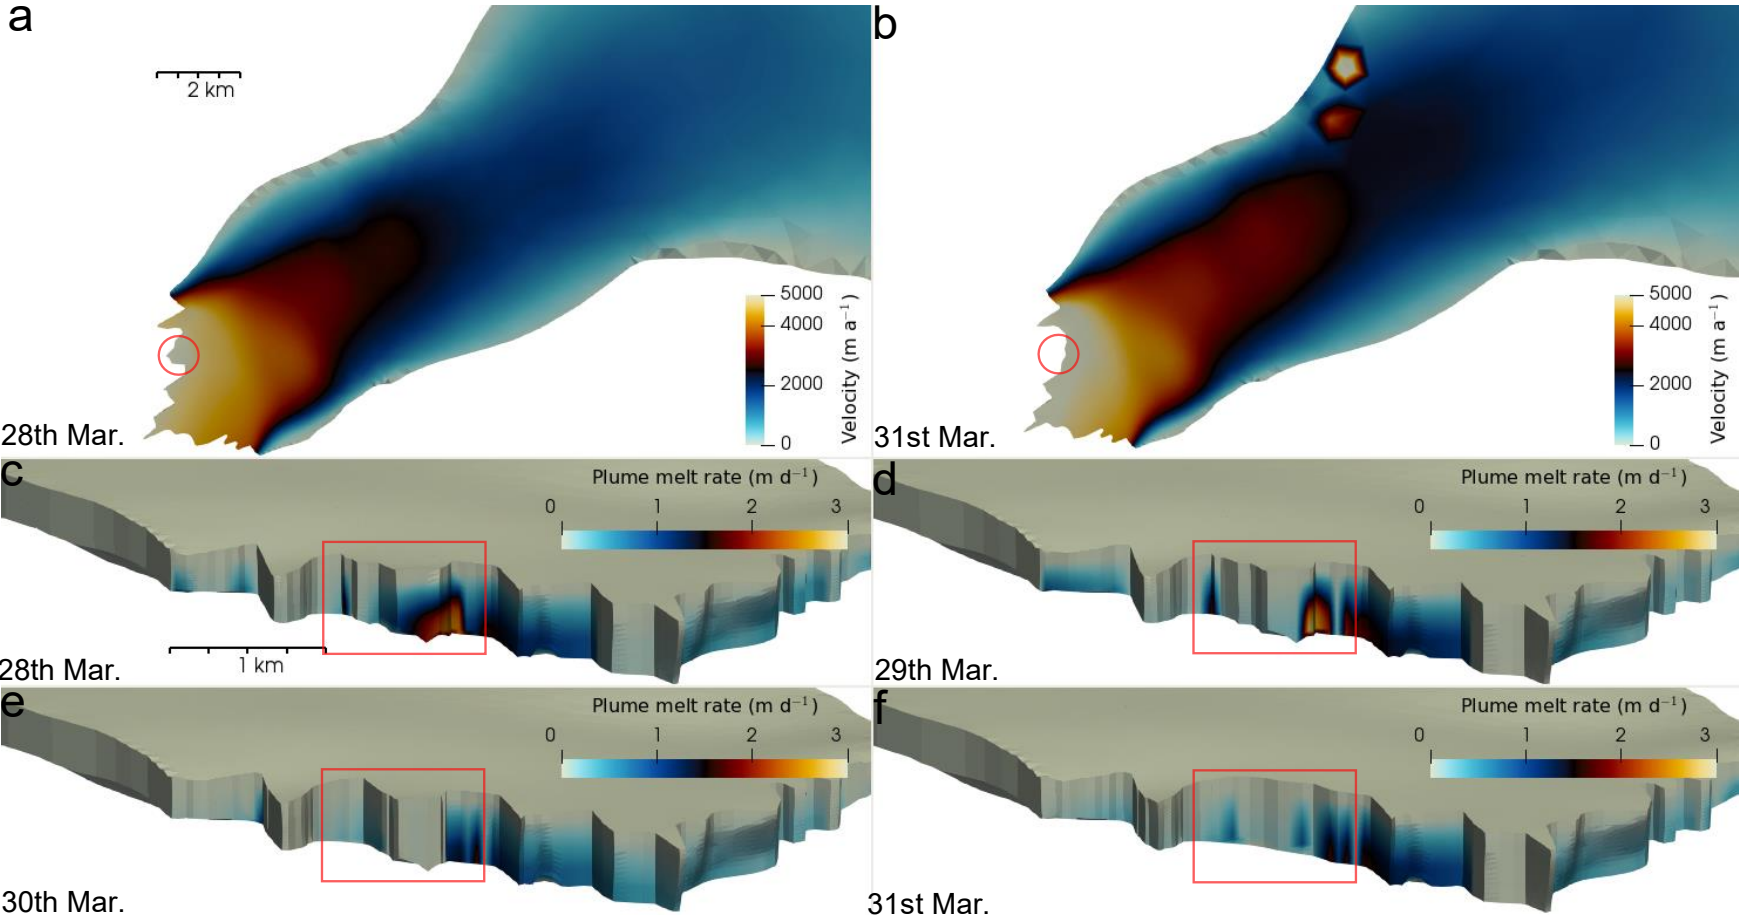 a
2 km
5000
4000
2000
0
Velocity (m a⁻¹)
28th Mar.
b
5000
4000
2000
0
Velocity (m a⁻¹)
31st Mar.
c
Plume melt rate (m d⁻¹)
0 1 2 3
1 km
28th Mar.
d
Plume melt rate (m d⁻¹)
0 1 2 3
29th Mar.
e
Plume melt rate (m d⁻¹)
0 1 2 3
30th Mar.
f
Plume melt rate (m d⁻¹)
0 1 2 3
31st Mar.